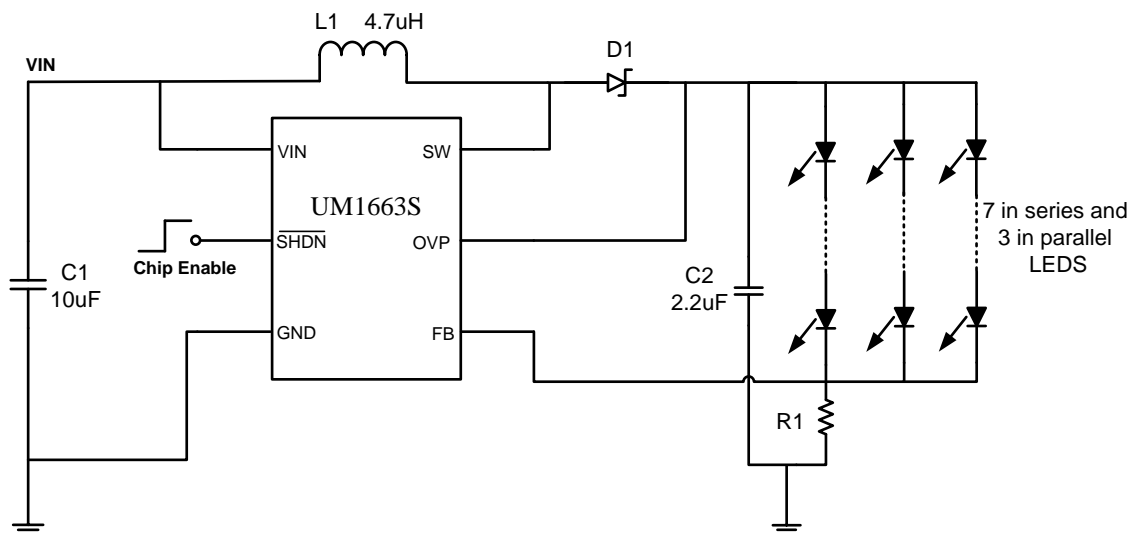 L1 4.7uH
D1
VIN
VIN
SW
UM1663S
SHDN
OVP
Chip Enable
GND
FB
C1
10uF
C2
2.2uF
7 in series and
3 in parallel
LEDS
R1